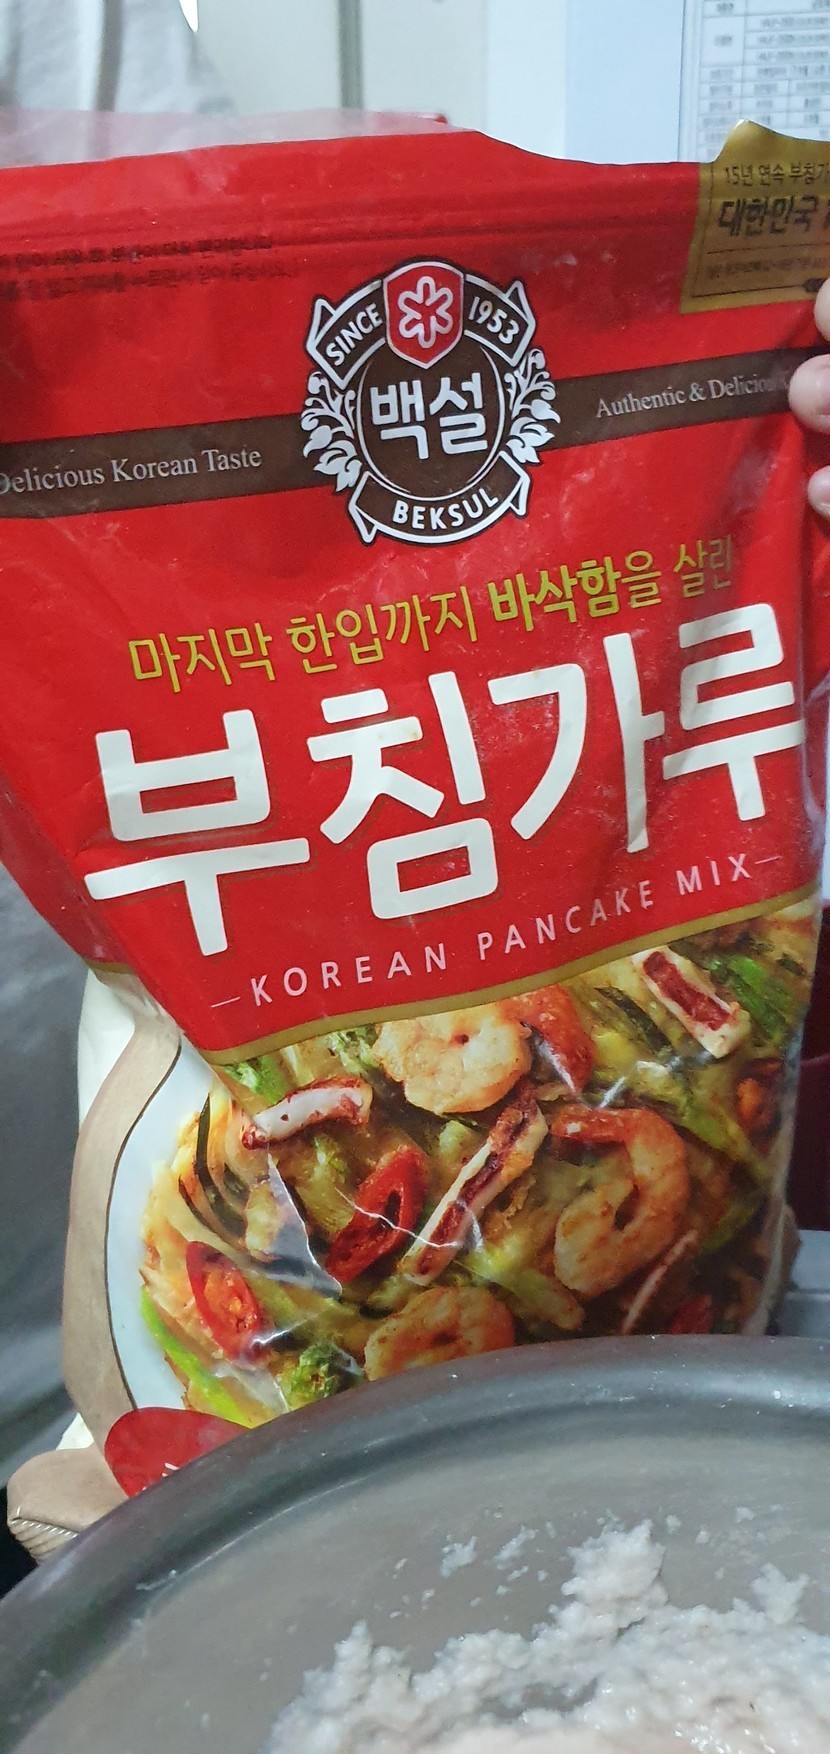 15년 연속 부침가
대한민국
SINCE 1953
백설
BEKSUL
Delicious Korean Taste
Authentic & Delicious
마지막 한입까지 바삭함을 살린
부침가루
KOREAN PANCAKE MIX